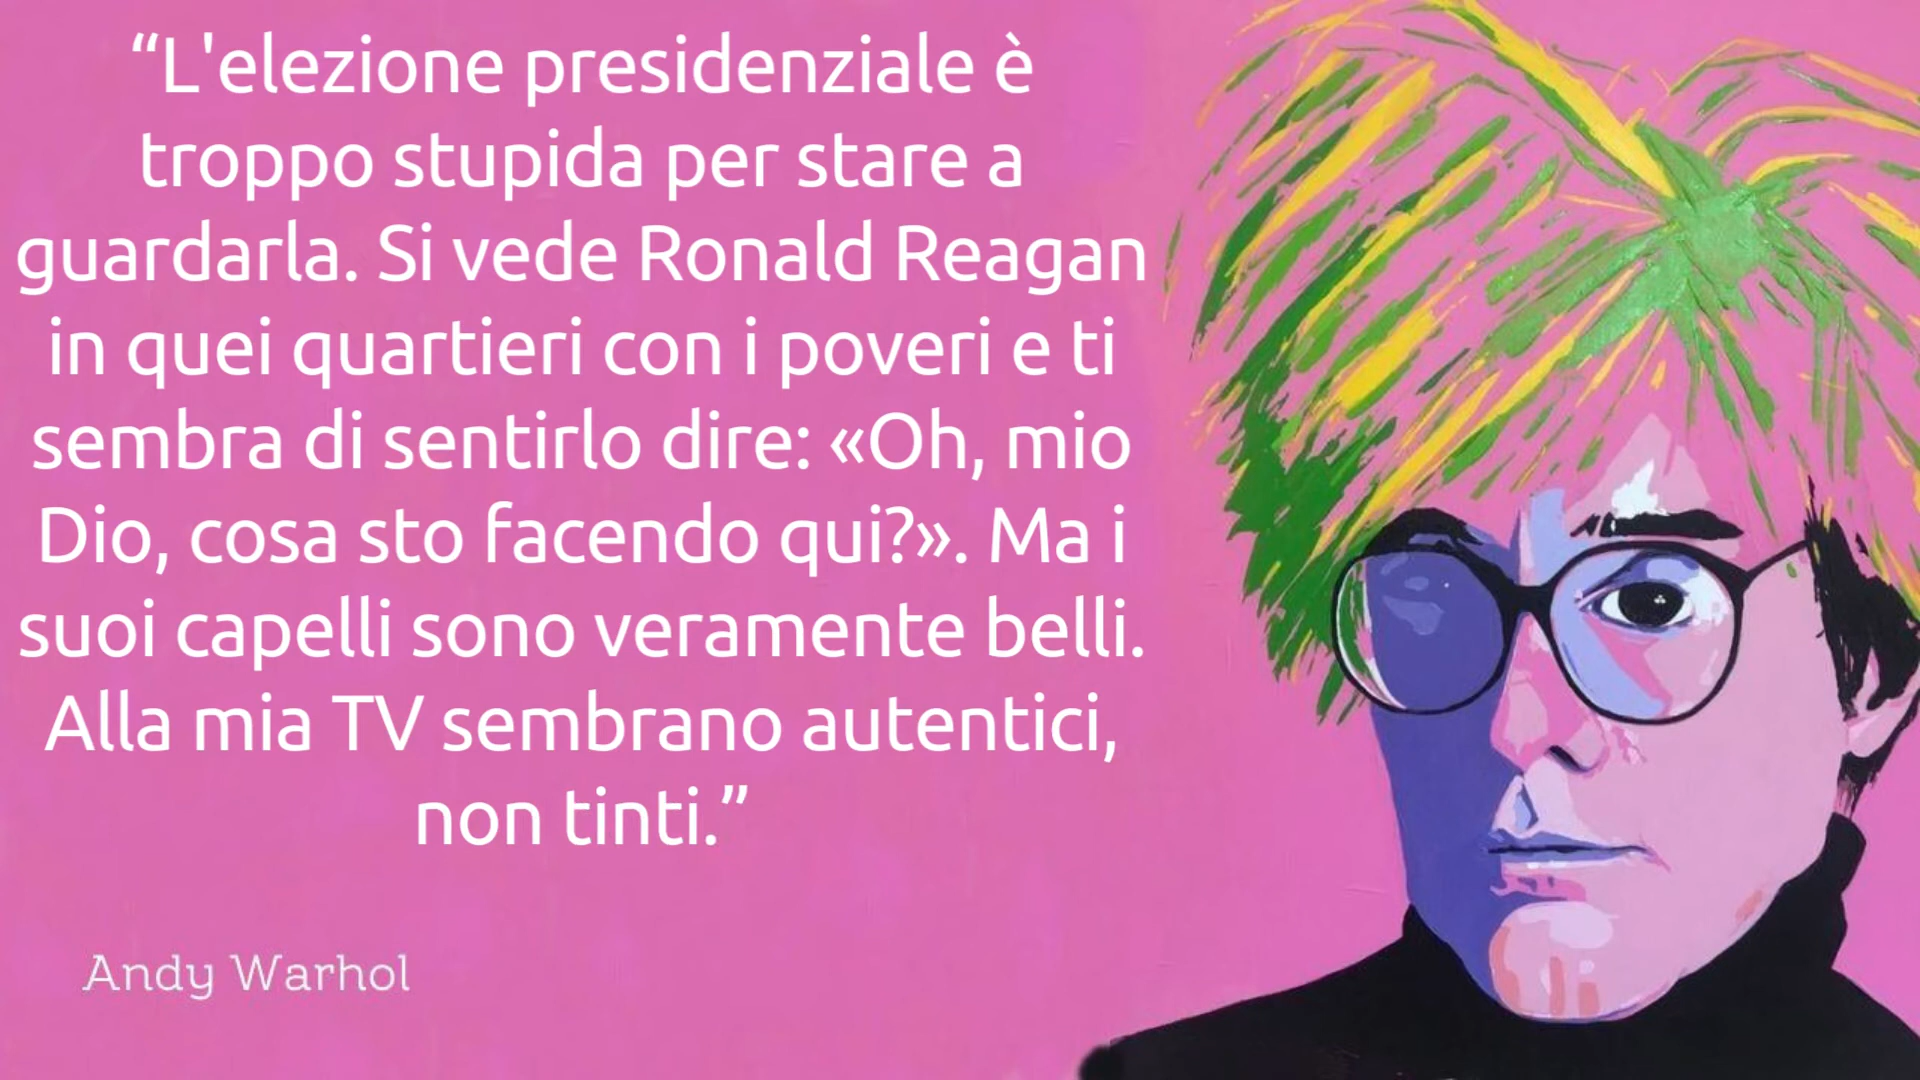 “L'elezione presidenziale è
troppo stupida per stare a
guardarla. Si vede Ronald Reagan
in quei quartieri con i poveri e ti
sembra di sentirlo dire: «Oh, mio
Dio, cosa sto facendo qui?». Ma i
suoi capelli sono veramente belli.
Alla mia TV sembrano autentici,
non tinti.”
Andy Warhol